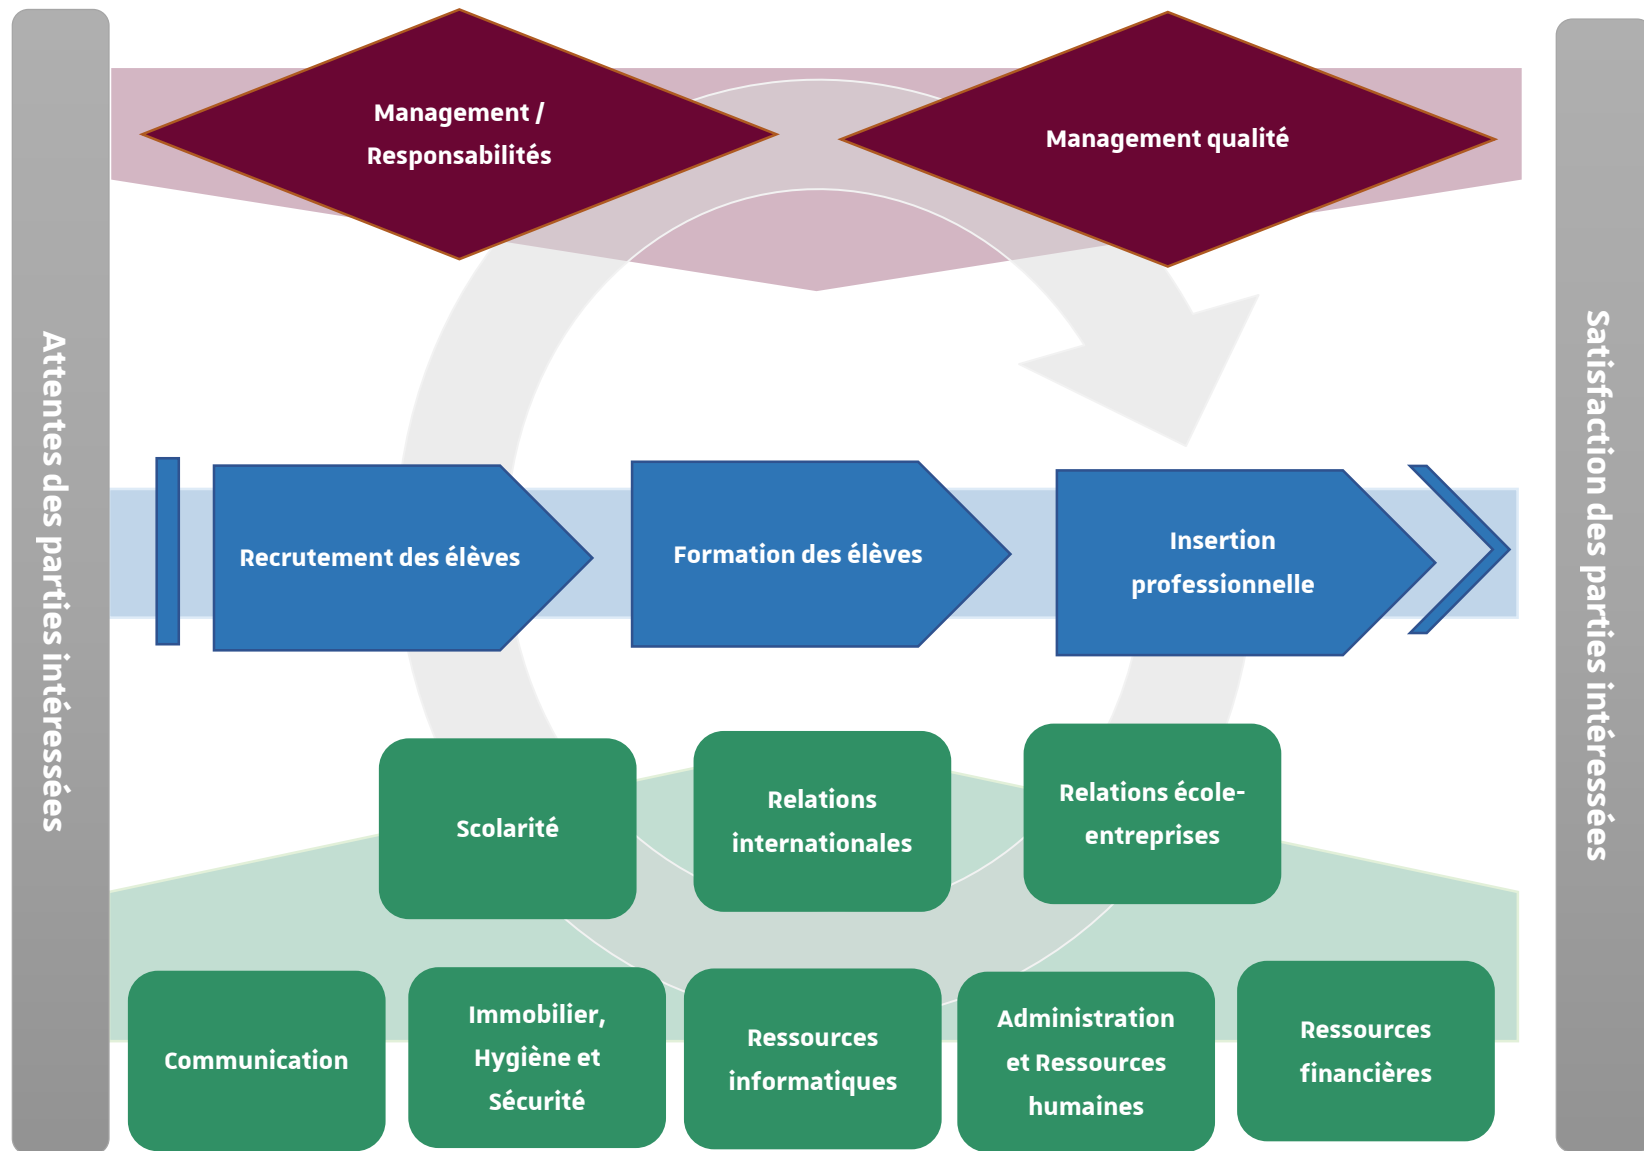 Management /
Responsabilités
Management qualité
Attentes des parties intéressées
Satisfaction des parties intéressées
Recrutement des élèves
Formation des élèves
Insertion
professionnelle
Scolarité
Relations
internationales
Relations école-
entreprises
Communication
Immobilier,
Hygiène et
Sécurité
Ressources
informatiques
Administration
et Ressources
humaines
Ressources
financières